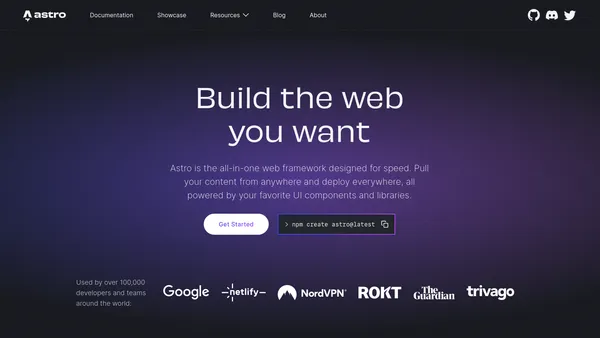 astro
Documentation
Showcase
Resources
Blog
About
Build the web
you want
Astro is the all-in-one web framework designed for speed. Pull
your content from anywhere and deploy everywhere, all
powered by your favorite UI components and libraries.
Get Started
> npm create astro@latest
Used by over 100,000
developers and teams
around the world:
Google
netlify
NordVPN®
ROKT
The
Guardian
trivago